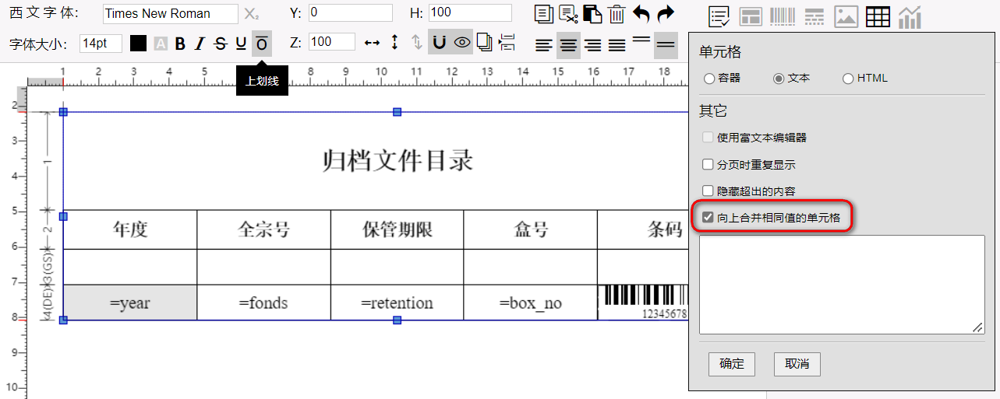 西文字体： Times New Roman X₂ Y: 0 H: 100
字体大小： 14pt A B I S U O Z: 100
上划线
1 2 3 4 5 6 7 8 9 10 11 12 13 14 15 16 17 18
2
3
4
5
6
7
8
9
10
1
2
3(GS)
4(DE)
归档文件目录
年度 全宗号 保管期限 盒号 条码
=year =fonds =retention =box_no
12345678
单元格
容器 文本 HTML
其它
使用富文本编辑器
分页时重复显示
隐藏超出的内容
向上合并相同值的单元格
确定 取消